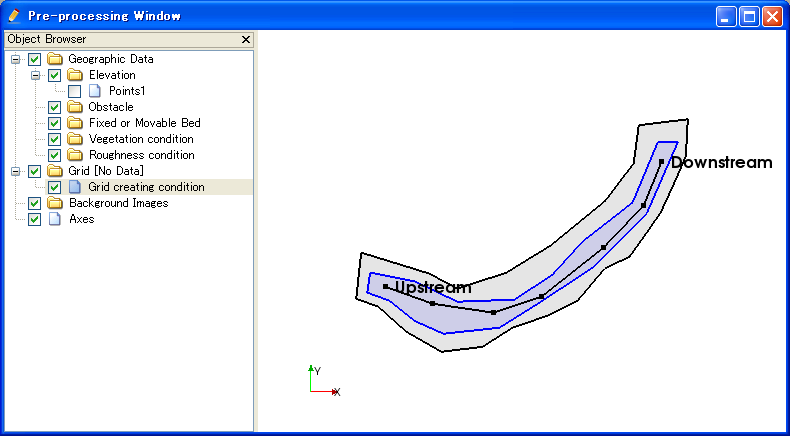 Pre-processing Window
Object Browser
Geographic Data
Elevation
Points1
Obstacle
Fixed or Movable Bed
Vegetation condition
Roughness condition
Grid [No Data]
Grid creating condition
Background Images
Axes
Downstream
Upstream
Y
X